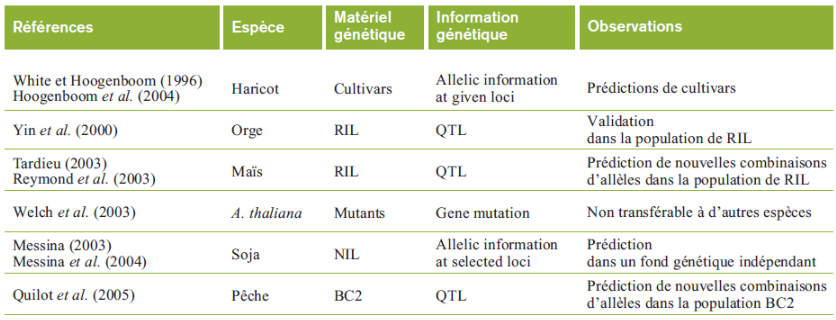 Références Espèce Matériel génétique Information génétique Observations
White et Hoogenboom (1996)
Hoogenboom et al. (2004)
Haricot
Cultivars
Allelic information
at given loci
Prédictions de cultivars
Yin et al. (2000)
Orge
RIL
QTL
Validation
dans la population de RIL
Tardieu (2003)
Reymond et al. (2003)
Maïs
RIL
QTL
Prédiction de nouvelles combinaisons
d'allèles dans la population de RIL
Welch et al. (2003)
A. thaliana
Mutants
Gene mutation
Non transférable à d'autres espèces
Messina (2003)
Messina et al. (2004)
Soja
NIL
Allelic information
at selected loci
Prédiction
dans un fond génétique indépendant
Quilot et al. (2005)
Pêche
BC2
QTL
Prédiction de nouvelles combinaisons
d'allèles dans la population BC2